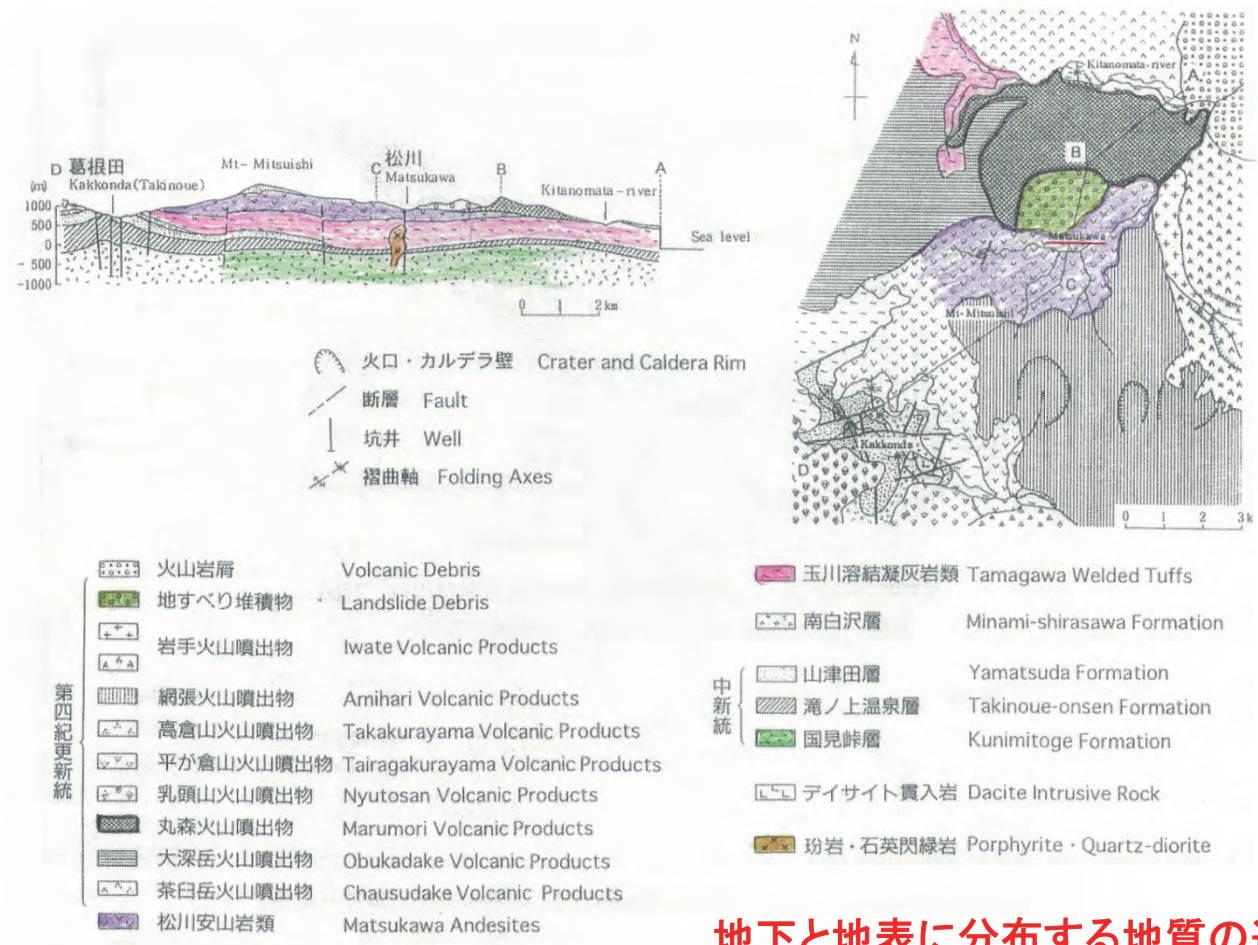 D 葛根田
Kakkonda(Takinoue)
Mt-Mitsuishi
C 松川
Matsukawa
B
Kitanomata-river
A
(m)
1000
500
0
-500
-1000
Sea level
0 1 2km
火口・カルデラ壁 Crater and Caldera Rim
断層 Fault
坑井 Well
褶曲軸 Folding Axes
N
Kitanomata-river
A
B
Matsukawa
C
Mt-Mitsuishi
Kakkonda
D
0 1 2 3k
第四紀更新統
火山岩屑 Volcanic Debris
地すべり堆積物 Landslide Debris
岩手火山噴出物 Iwate Volcanic Products
網張火山噴出物 Amihari Volcanic Products
高倉山火山噴出物 Takakurayama Volcanic Products
平が倉山火山噴出物 Tairagakurayama Volcanic Products
乳頭山火山噴出物 Nyutosan Volcanic Products
丸森火山噴出物 Marumori Volcanic Products
大深岳火山噴出物 Obukadake Volcanic Products
茶臼岳火山噴出物 Chausudake Volcanic Products
松川安山岩類 Matsukawa Andesites
玉川溶結凝灰岩類 Tamagawa Welded Tuffs
南白沢層 Minami-shirasawa Formation
中新統
山津田層 Yamatsuda Formation
滝ノ上温泉層 Takinoue-onsen Formation
国見峠層 Kunimitoge Formation
デイサイト貫入岩 Dacite Intrusive Rock
玢岩・石英閃緑岩 Porphyrite・Quartz-diorite
地下と地表に分布する地質の